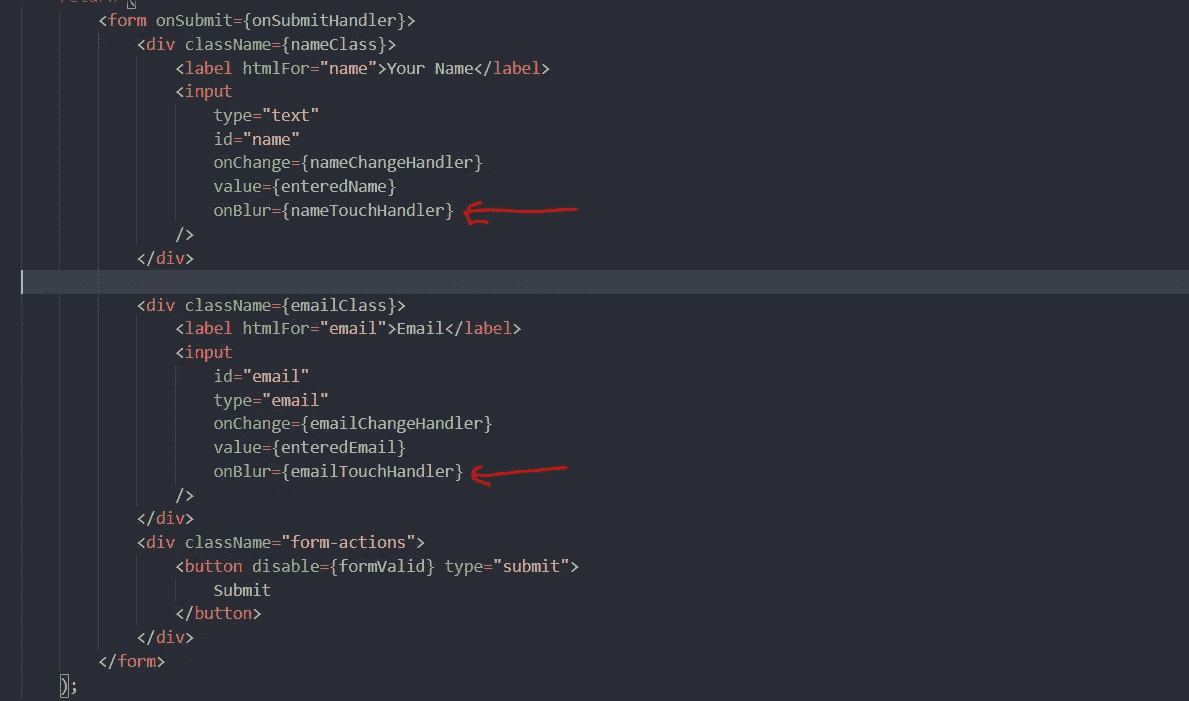 return (
<form onSubmit={onSubmitHandler}>
<div className={nameClass}>
<label htmlFor="name">Your Name</label>
<input
type="text"
id="name"
onChange={nameChangeHandler}
value={enteredName}
onBlur={nameTouchHandler}
/>
</div>
<div className={emailClass}>
<label htmlFor="email">Email</label>
<input
id="email"
type="email"
onChange={emailChangeHandler}
value={enteredEmail}
onBlur={emailTouchHandler}
/>
</div>
<div className="form-actions">
<button disable={formValid} type="submit">
Submit
</button>
</div>
</form>
);